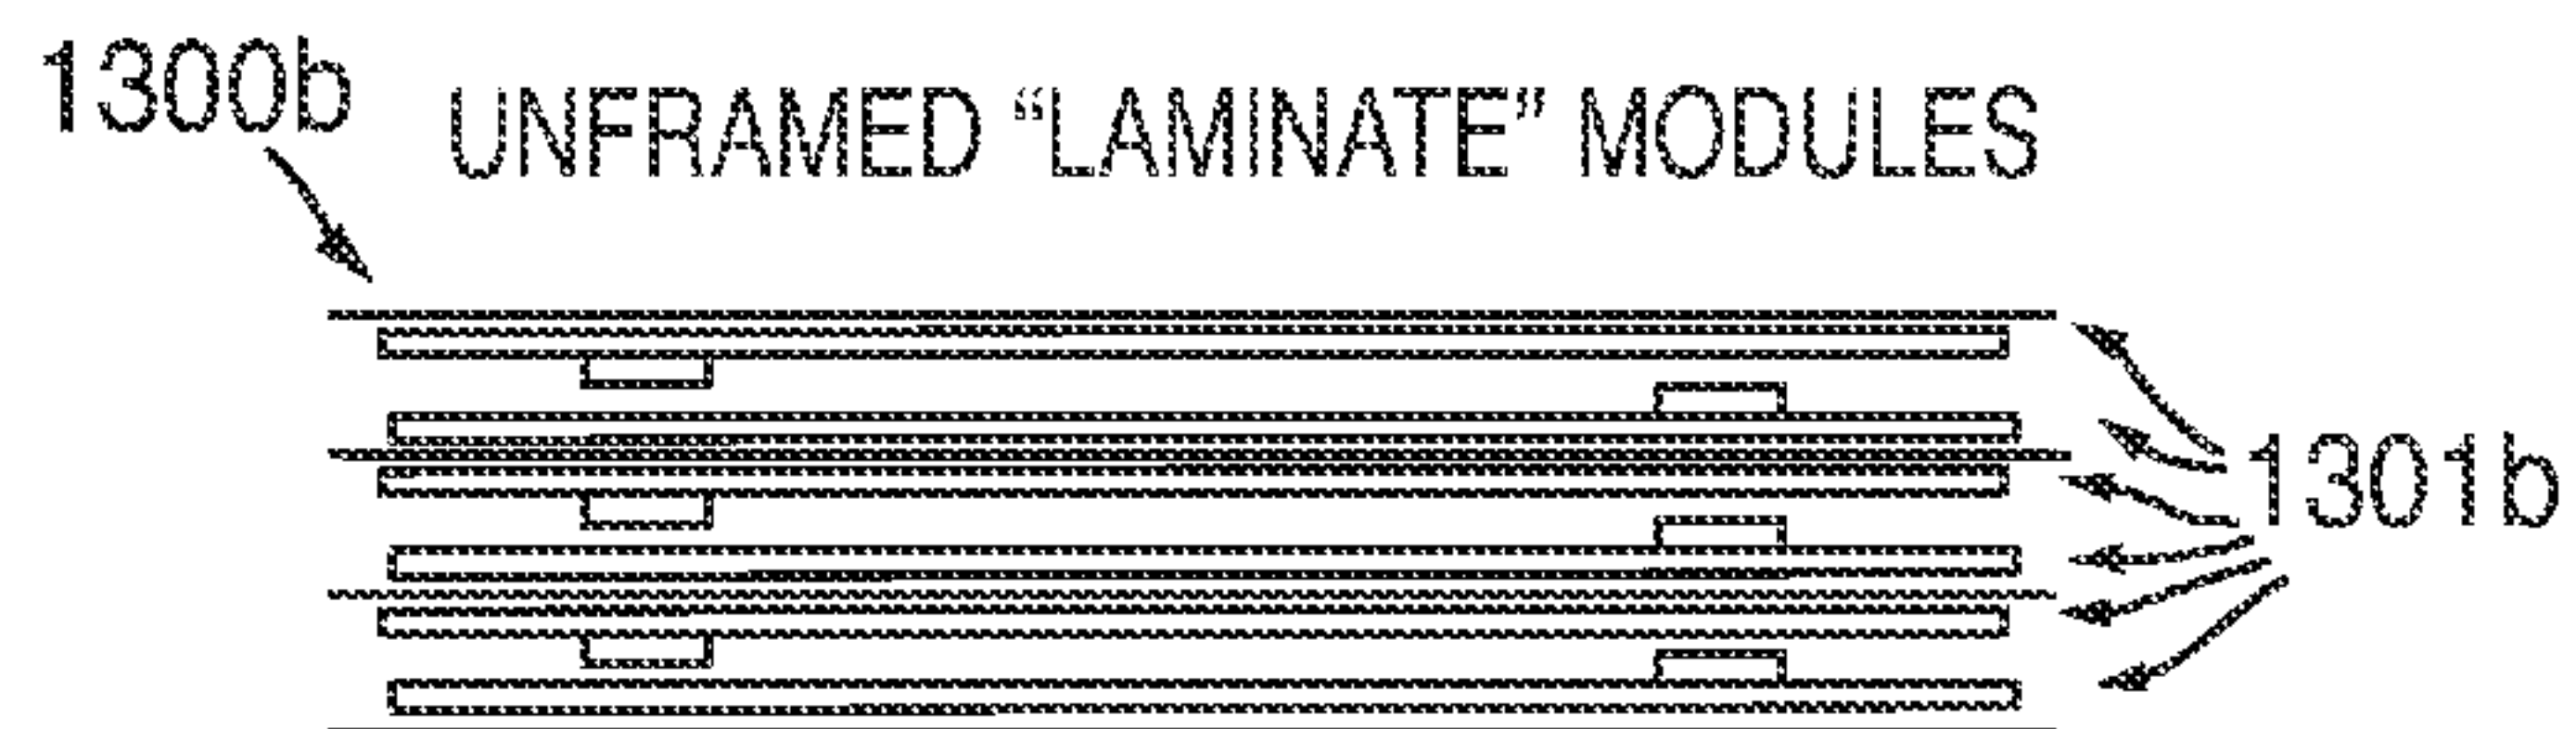 1300b
UNFRAMED “LAMINATE” MODULES
1301b